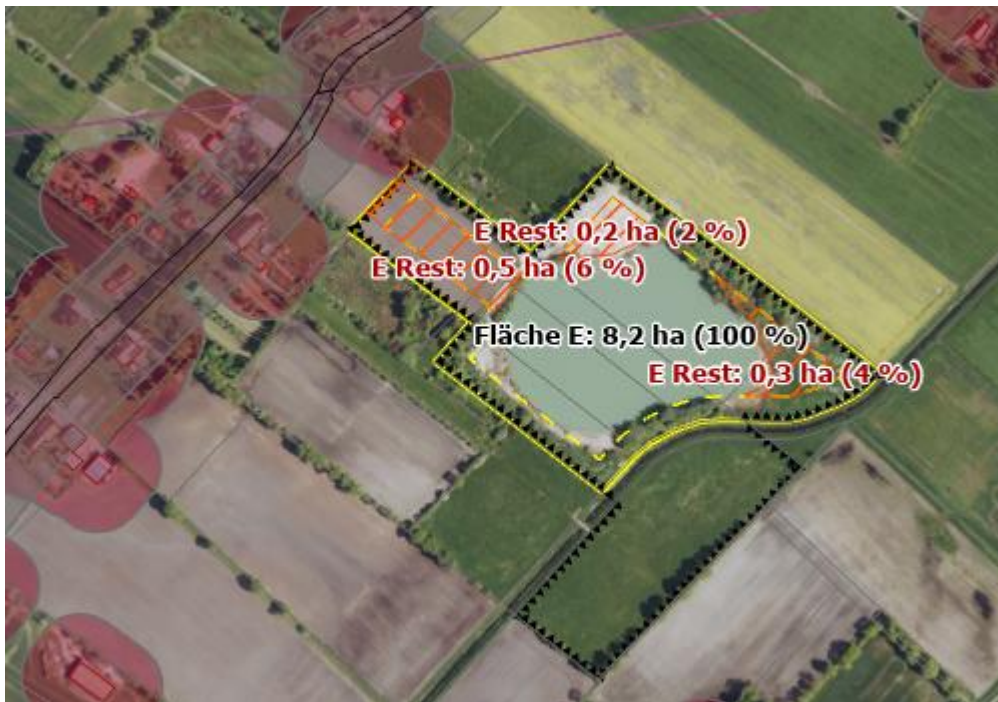 E Rest: 0,2 ha (2 %)
E Rest: 0,5 ha (6 %)
Fläche E: 8,2 ha (100 %)
E Rest: 0,3 ha (4 %)